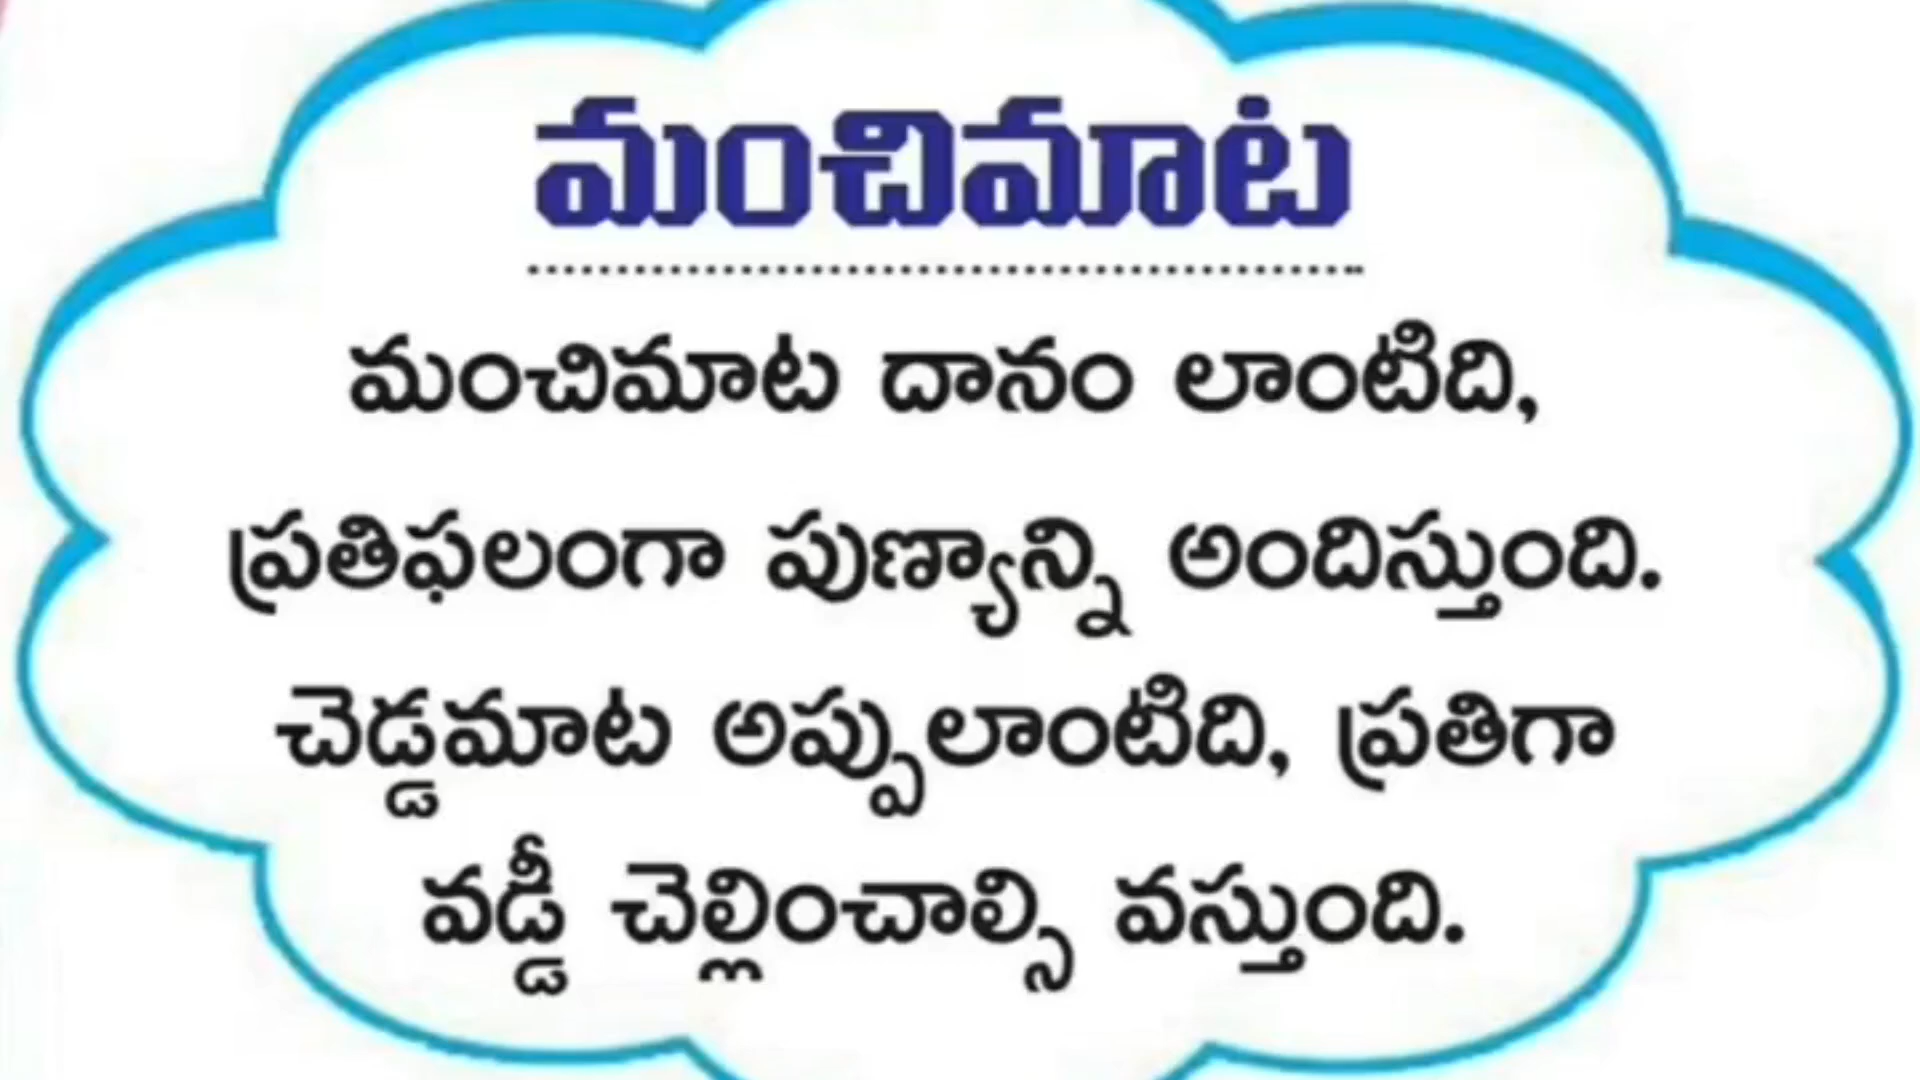 మంచిమాట
మంచిమాట దానం లాంటిది,
ప్రతిఫలంగా పుణ్యాన్ని అందిస్తుంది.
చెడ్డమాట అప్పులాంటిది, ప్రతిగా
వడ్డీ చెల్లించాల్సి వస్తుంది.